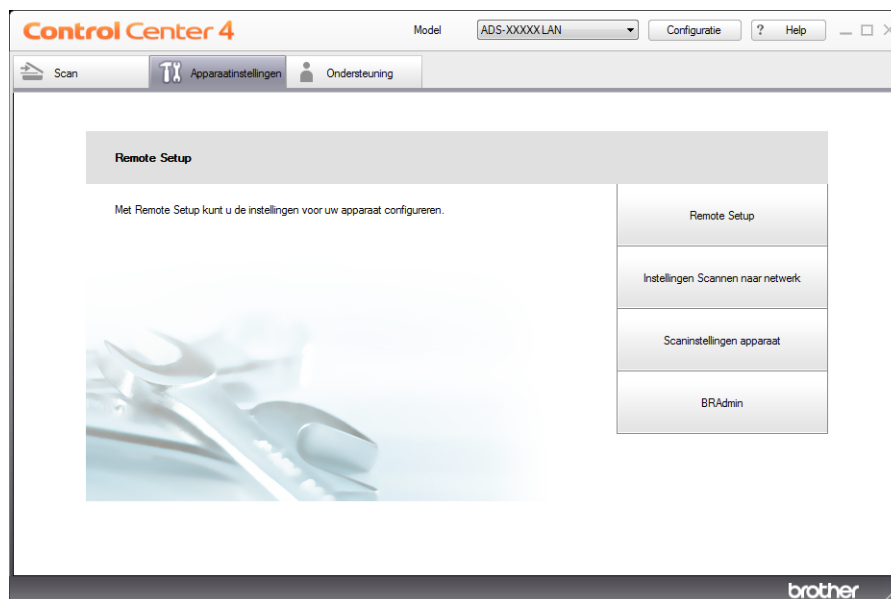 Control Center 4
Model ADS-XXXXX LAN Configuratie ? Help
Scan Apparaatinstellingen Ondersteuning
Remote Setup
Met Remote Setup kunt u de instellingen voor uw apparaat configureren.
Remote Setup
Instellingen Scannen naar netwerk
Scaninstellingen apparaat
BRAdmin
brother